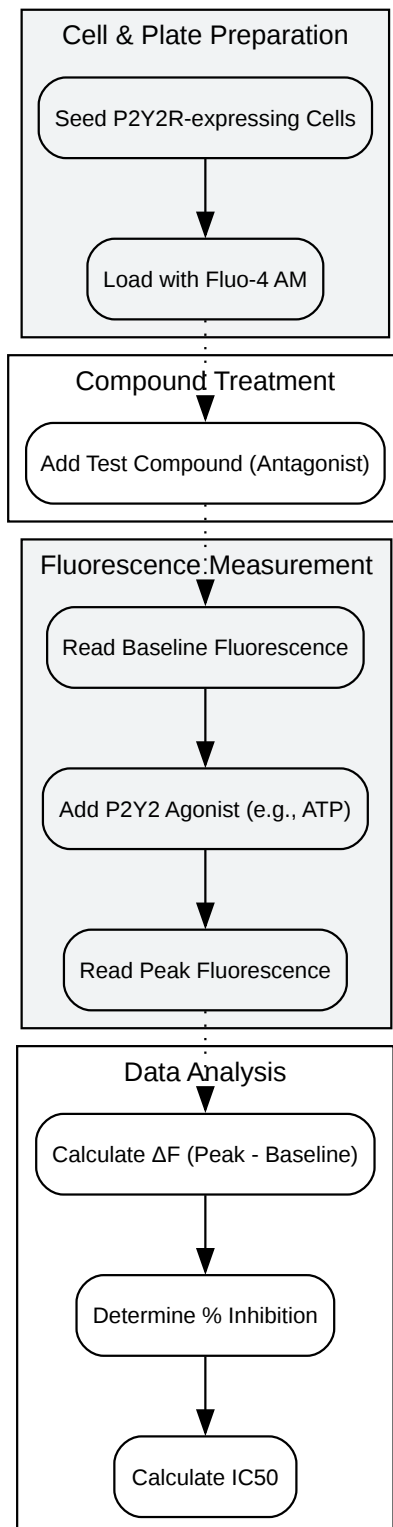 Cell & Plate Preparation
Seed P2Y2R-expressing Cells
Load with Fluo-4 AM
Compound Treatment
Add Test Compound (Antagonist)
Fluorescence Measurement
Read Baseline Fluorescence
Add P2Y2 Agonist (e.g., ATP)
Read Peak Fluorescence
Data Analysis
Calculate ΔF (Peak - Baseline)
Determine % Inhibition
Calculate IC50